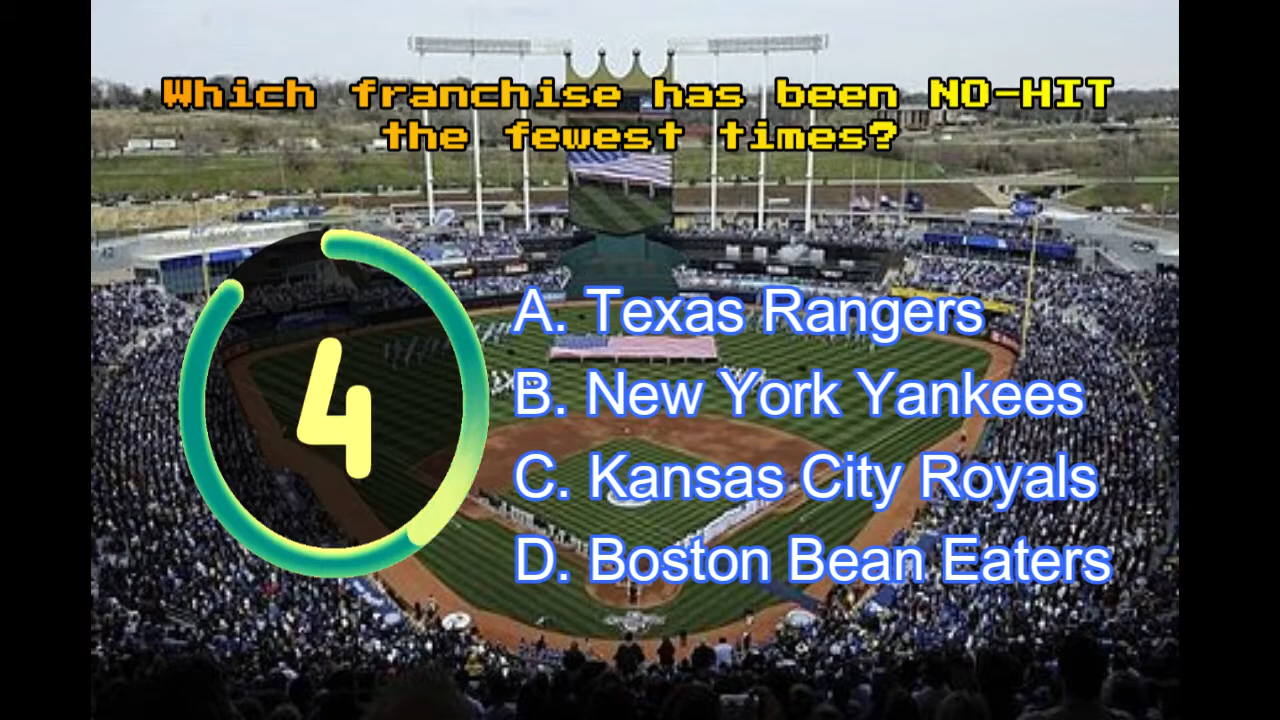 Which franchise has been NO-HIT
the fewest times?
4
A. Texas Rangers
B. New York Yankees
C. Kansas City Royals
D. Boston Bean Eaters